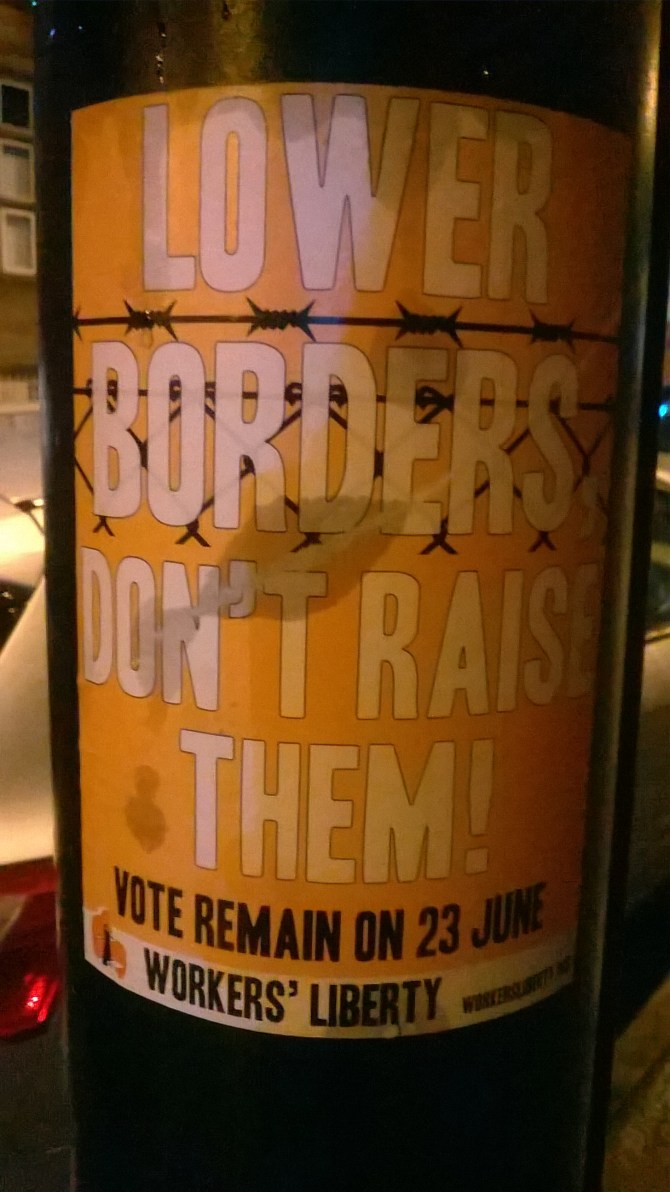 LOWER
BORDERS,
DON'T RAISE
THEM!
VOTE REMAIN ON 23 JUNE
WORKERS' LIBERTY